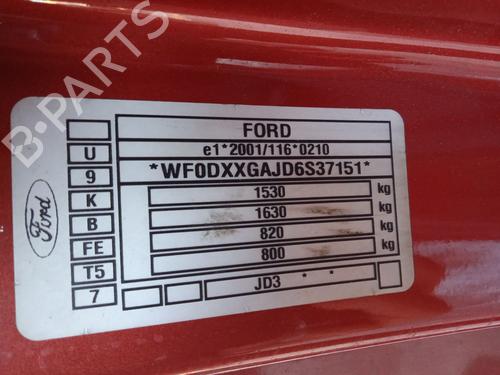 B-PARTS
Ford
FORD
U
e1*2001/116*0210
9
*WF0DXXGAJD6S37151*
K
1530 kg
B
1630 kg
FE
820 kg
T5
800 kg
7
JD3